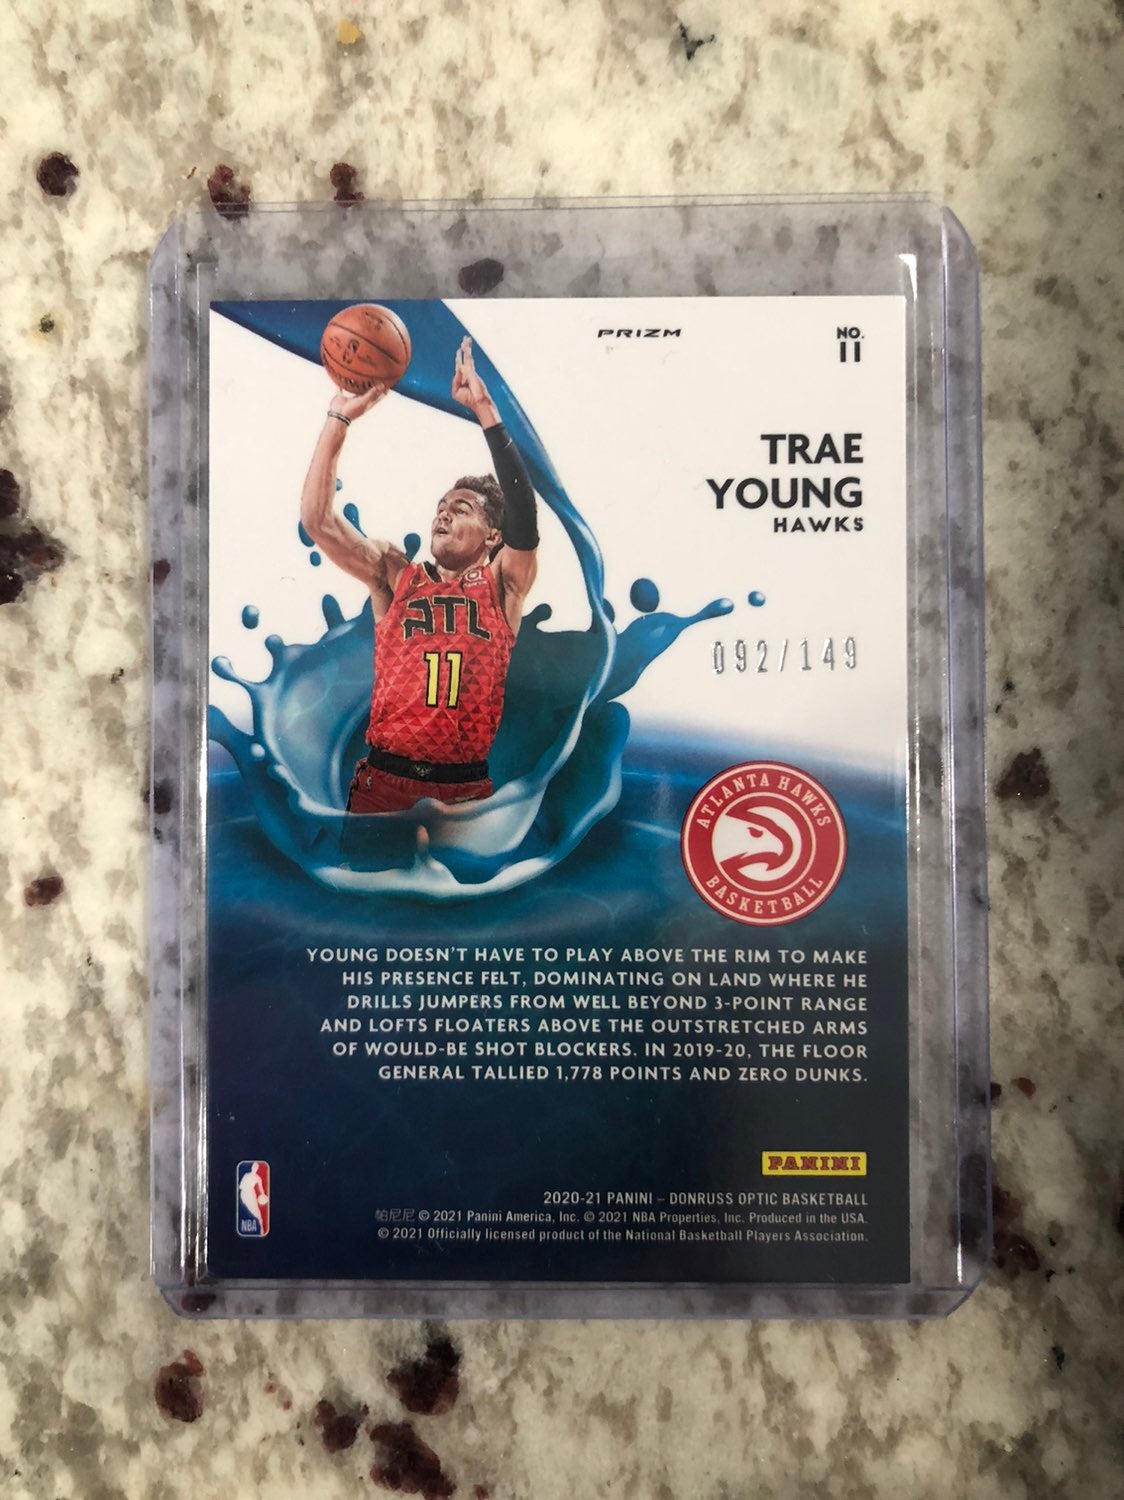 PRIZM
NO.
11
TRAE
YOUNG
HAWKS
ATL
11
092/149
ATLANTA HAWKS
BASKETBALL
YOUNG DOESN'T HAVE TO PLAY ABOVE THE RIM TO MAKE
HIS PRESENCE FELT, DOMINATING ON LAND WHERE HE
DRILLS JUMPERS FROM WELL BEYOND 3-POINT RANGE
AND LOFTS FLOATERS ABOVE THE OUTSTRETCHED ARMS
OF WOULD-BE SHOT BLOCKERS. IN 2019-20, THE FLOOR
GENERAL TALLIED 1,778 POINTS AND ZERO DUNKS.
PANINI
NBA
2020-21 PANINI – DONRUSS OPTIC BASKETBALL
帕尼尼 © 2021 Panini America, Inc. © 2021 NBA Properties, Inc. Produced in the USA.
© 2021 Officially licensed product of the National Basketball Players Association.